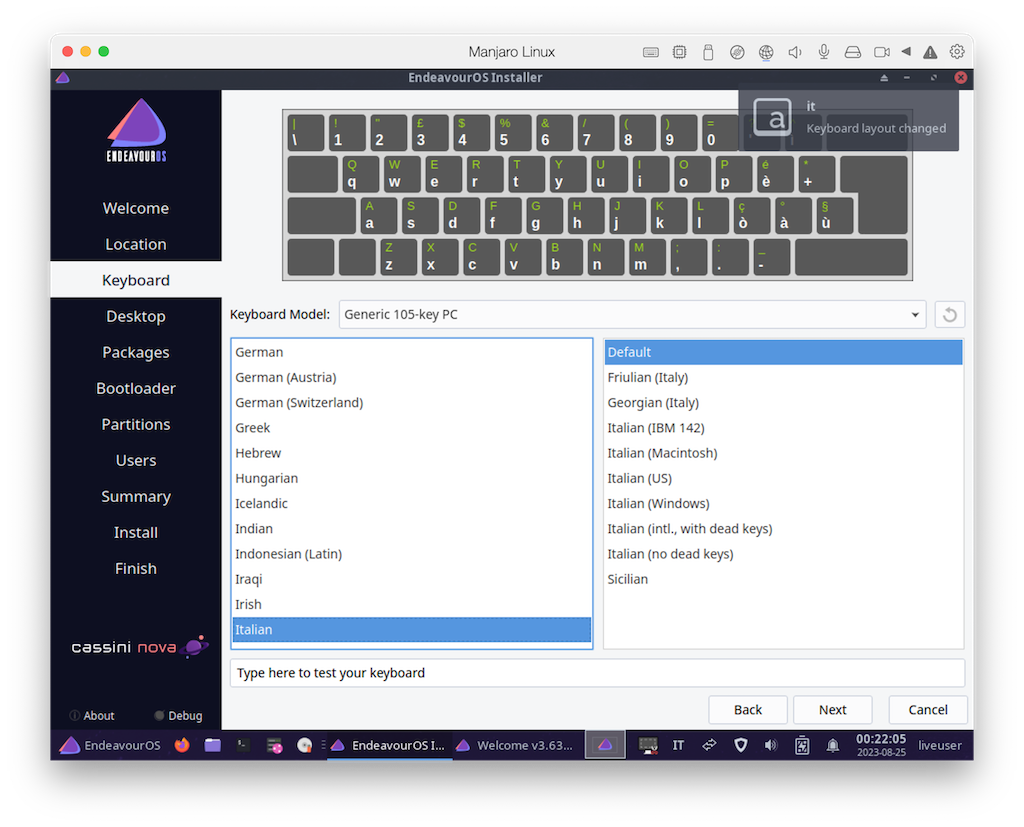 Manjaro Linux
EndeavourOS Installer
ENDEAVOUROS
it
a
Keyboard layout changed
| ! " £ $ % & / ( ) =
\ 1 2 3 4 5 6 7 8 9 0
Q W E R T Y U I O P é *
q w e r t y u i o p è +
A S D F G H J K L ç ° §
a s d f g h j k l ò à ù
Z X C V B N M ; : _
z x c v b n m , . -
Welcome
Location
Keyboard
Desktop
Packages
Bootloader
Partitions
Users
Summary
Install
Finish
cassini nova
About Debug
Keyboard Model: Generic 105-key PC
German
German (Austria)
German (Switzerland)
Greek
Hebrew
Hungarian
Icelandic
Indian
Indonesian (Latin)
Iraqi
Irish
Italian
Default
Friulian (Italy)
Georgian (Italy)
Italian (IBM 142)
Italian (Macintosh)
Italian (US)
Italian (Windows)
Italian (intl., with dead keys)
Italian (no dead keys)
Sicilian
Type here to test your keyboard
Back Next Cancel
EndeavourOS EndeavourOS I... Welcome v3.63... IT 00:22:05 liveuser
2023-08-25